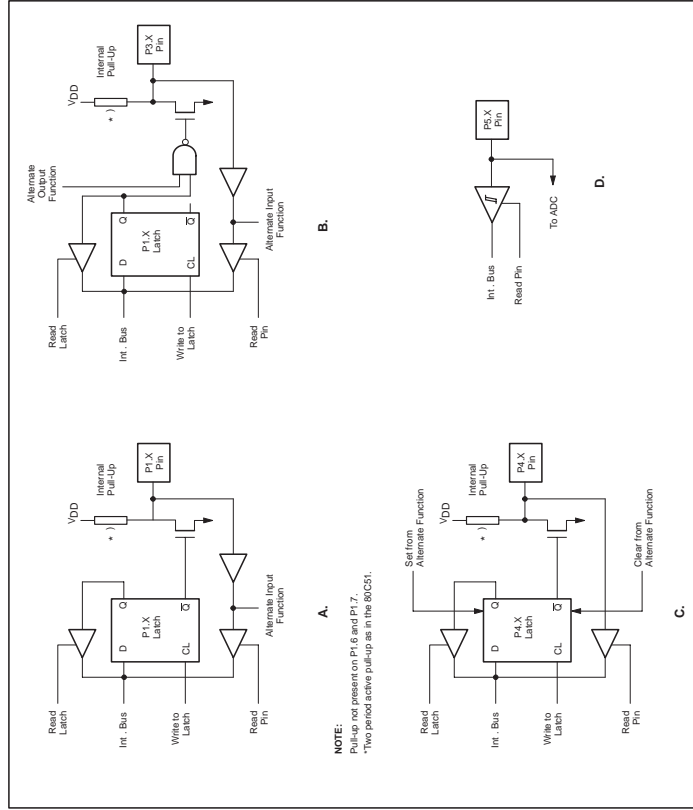 Read
Latch
Int. Bus
Write to
Latch
Read
Pin
D
Q
P1.X
Latch
CL
Q
VDD
* )
Internal
Pull-Up
P1.X
Pin
Alternate Input
Function
A.
Read
Latch
Int. Bus
Write to
Latch
Read
Pin
D
Q
P1.X
Latch
CL
Q
Alternate
Output
Function
VDD
* )
Internal
Pull-Up
P3.X
Pin
Alternate Input
Function
B.
NOTE:
Pull-up not present on P1.6 and P1.7.
*Two period active pull-up as in the 80C51.
Read
Latch
Int. Bus
Write to
Latch
Read
Pin
D
Q
P4.X
Latch
CL
Q
Set from
Alternate Function
VDD
* )
Internal
Pull-Up
P4.X
Pin
Clear from
Alternate Function
C.
Int. Bus
Read Pin
P5.X
Pin
To ADC
D.